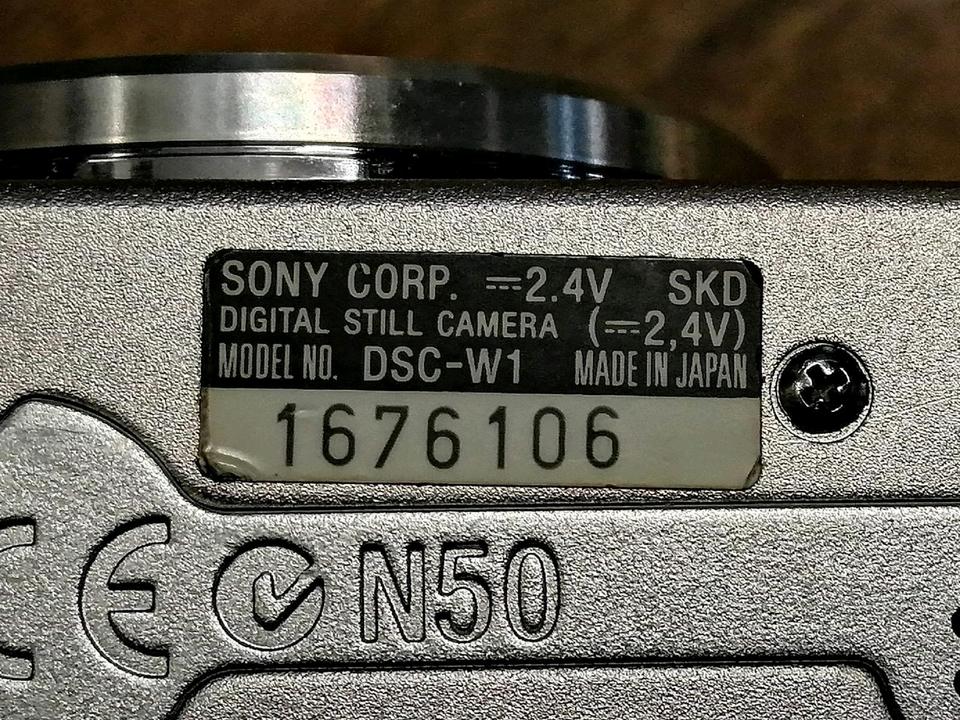 SONY CORP. ⎓2.4V SKD
DIGITAL STILL CAMERA (⎓2,4V)
MODEL NO. DSC-W1 MADE IN JAPAN
1676106
CE N50